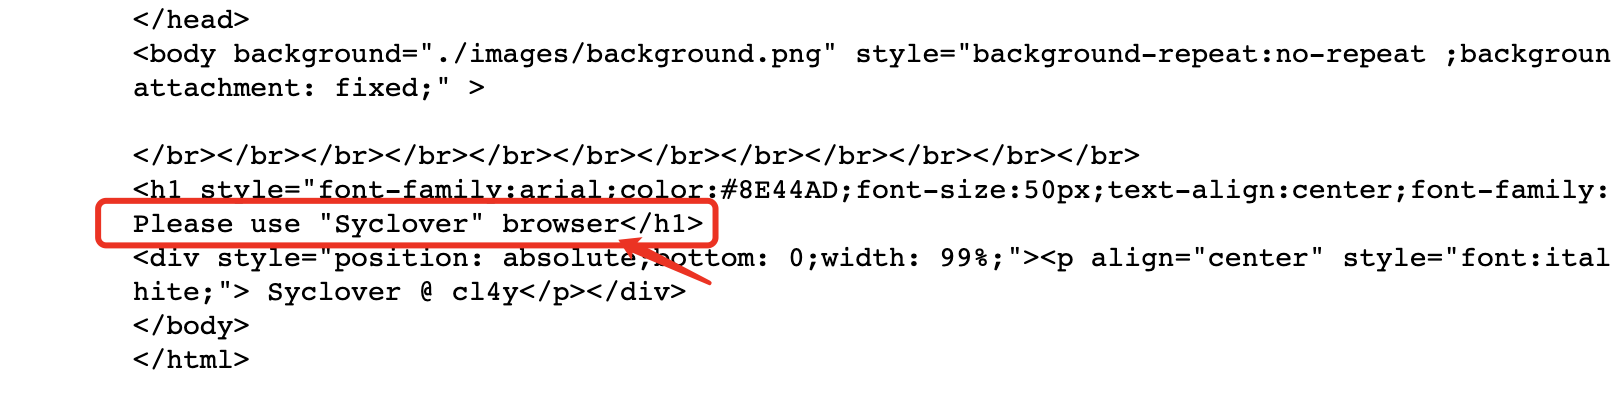 </head>
<body background="./images/background.png" style="background-repeat:no-repeat ;backgroun
attachment: fixed;" >
</br></br></br></br></br></br></br></br></br></br></br></br>
<h1 style="font-family:arial;color:#8E44AD;font-size:50px;text-align:center;font-family:
Please use "Syclover" browser</h1>
<div style="position: absolute;bottom: 0;width: 99%;"><p align="center" style="font:ital
hite;"> Syclover @ cl4y</p></div>
</body>
</html>